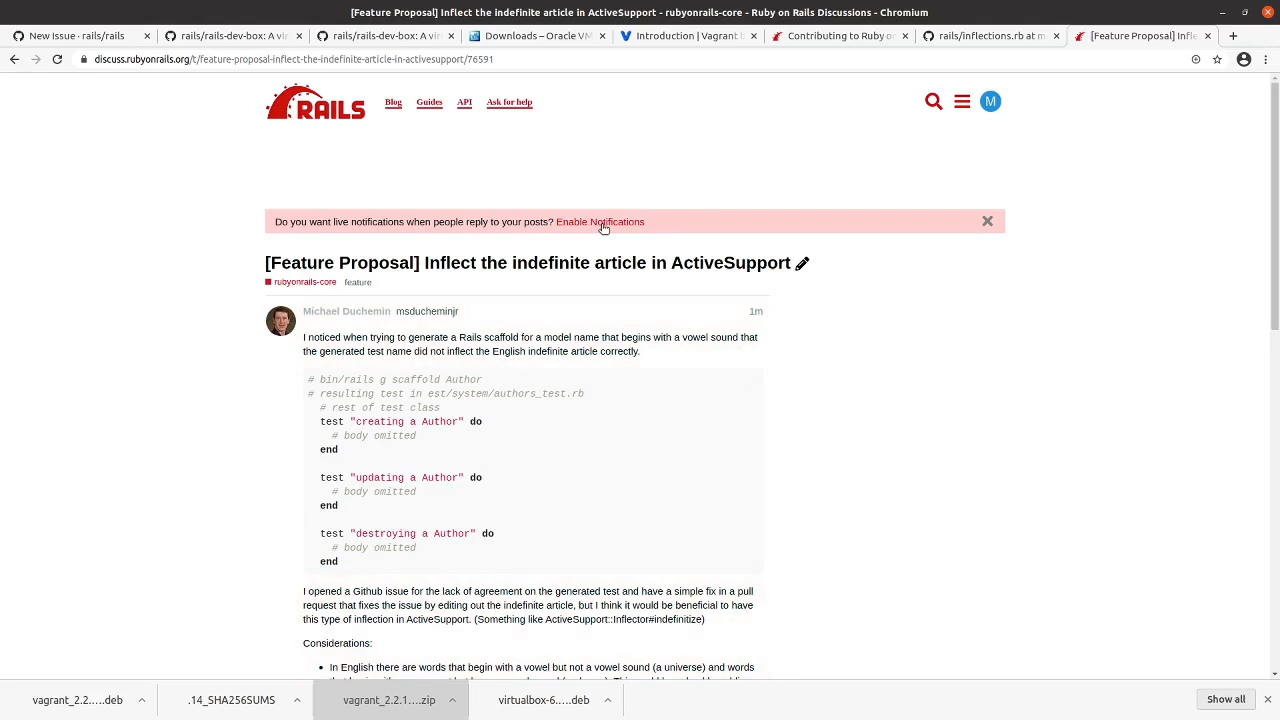 [Feature Proposal] Inflect the indefinite article in ActiveSupport - rubyonrails-core - Ruby on Rails Discussions - Chromium
New Issue · rails/rails
rails/rails-dev-box: A vi
rails/rails-dev-box: A vi
Downloads – Oracle VM
Introduction | Vagrant b
Contributing to Ruby o
rails/inflections.rb at m
[Feature Proposal] Infle
discuss.rubyonrails.org/t/feature-proposal-inflect-the-indefinite-article-in-activesupport/76591
RAILS
Blog
Guides
API
Ask for help
M
Do you want live notifications when people reply to your posts? Enable Notifications
[Feature Proposal] Inflect the indefinite article in ActiveSupport
rubyonrails-core
feature
Michael Duchemin msducheminjr 1m
I noticed when trying to generate a Rails scaffold for a model name that begins with a vowel sound that
the generated test name did not inflect the English indefinite article correctly.
# bin/rails g scaffold Author
# resulting test in est/system/authors_test.rb
# rest of test class
test "creating a Author" do
# body omitted
end
test "updating a Author" do
# body omitted
end
test "destroying a Author" do
# body omitted
end
I opened a Github issue for the lack of agreement on the generated test and have a simple fix in a pull
request that fixes the issue by editing out the indefinite article, but I think it would be beneficial to have
this type of inflection in ActiveSupport. (Something like ActiveSupport::Inflector#indefinitize)
Considerations:
• In English there are words that begin with a vowel but not a vowel sound (a universe) and words
vagrant_2.2.....deb
.14_SHA256SUMS
vagrant_2.2.1....zip
virtualbox-6.....deb
Show all